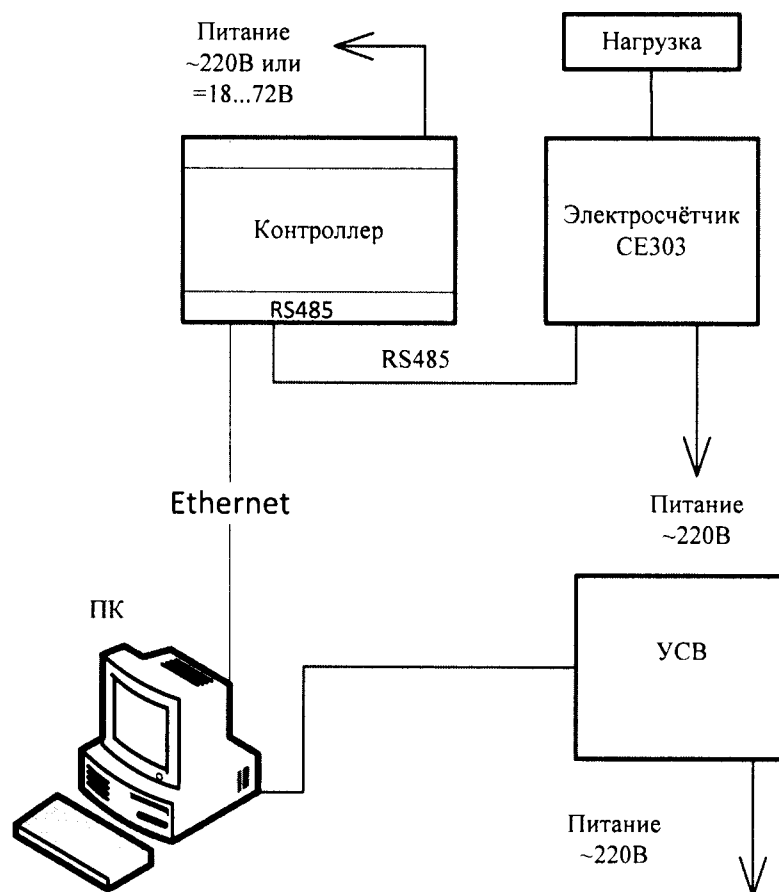 Питание
~220В или
=18...72В
Нагрузка
Контроллер
RS485
Электросчётчик
СЕ303
RS485
Ethernet
Питание
~220В
ПК
УСВ
Питание
~220В